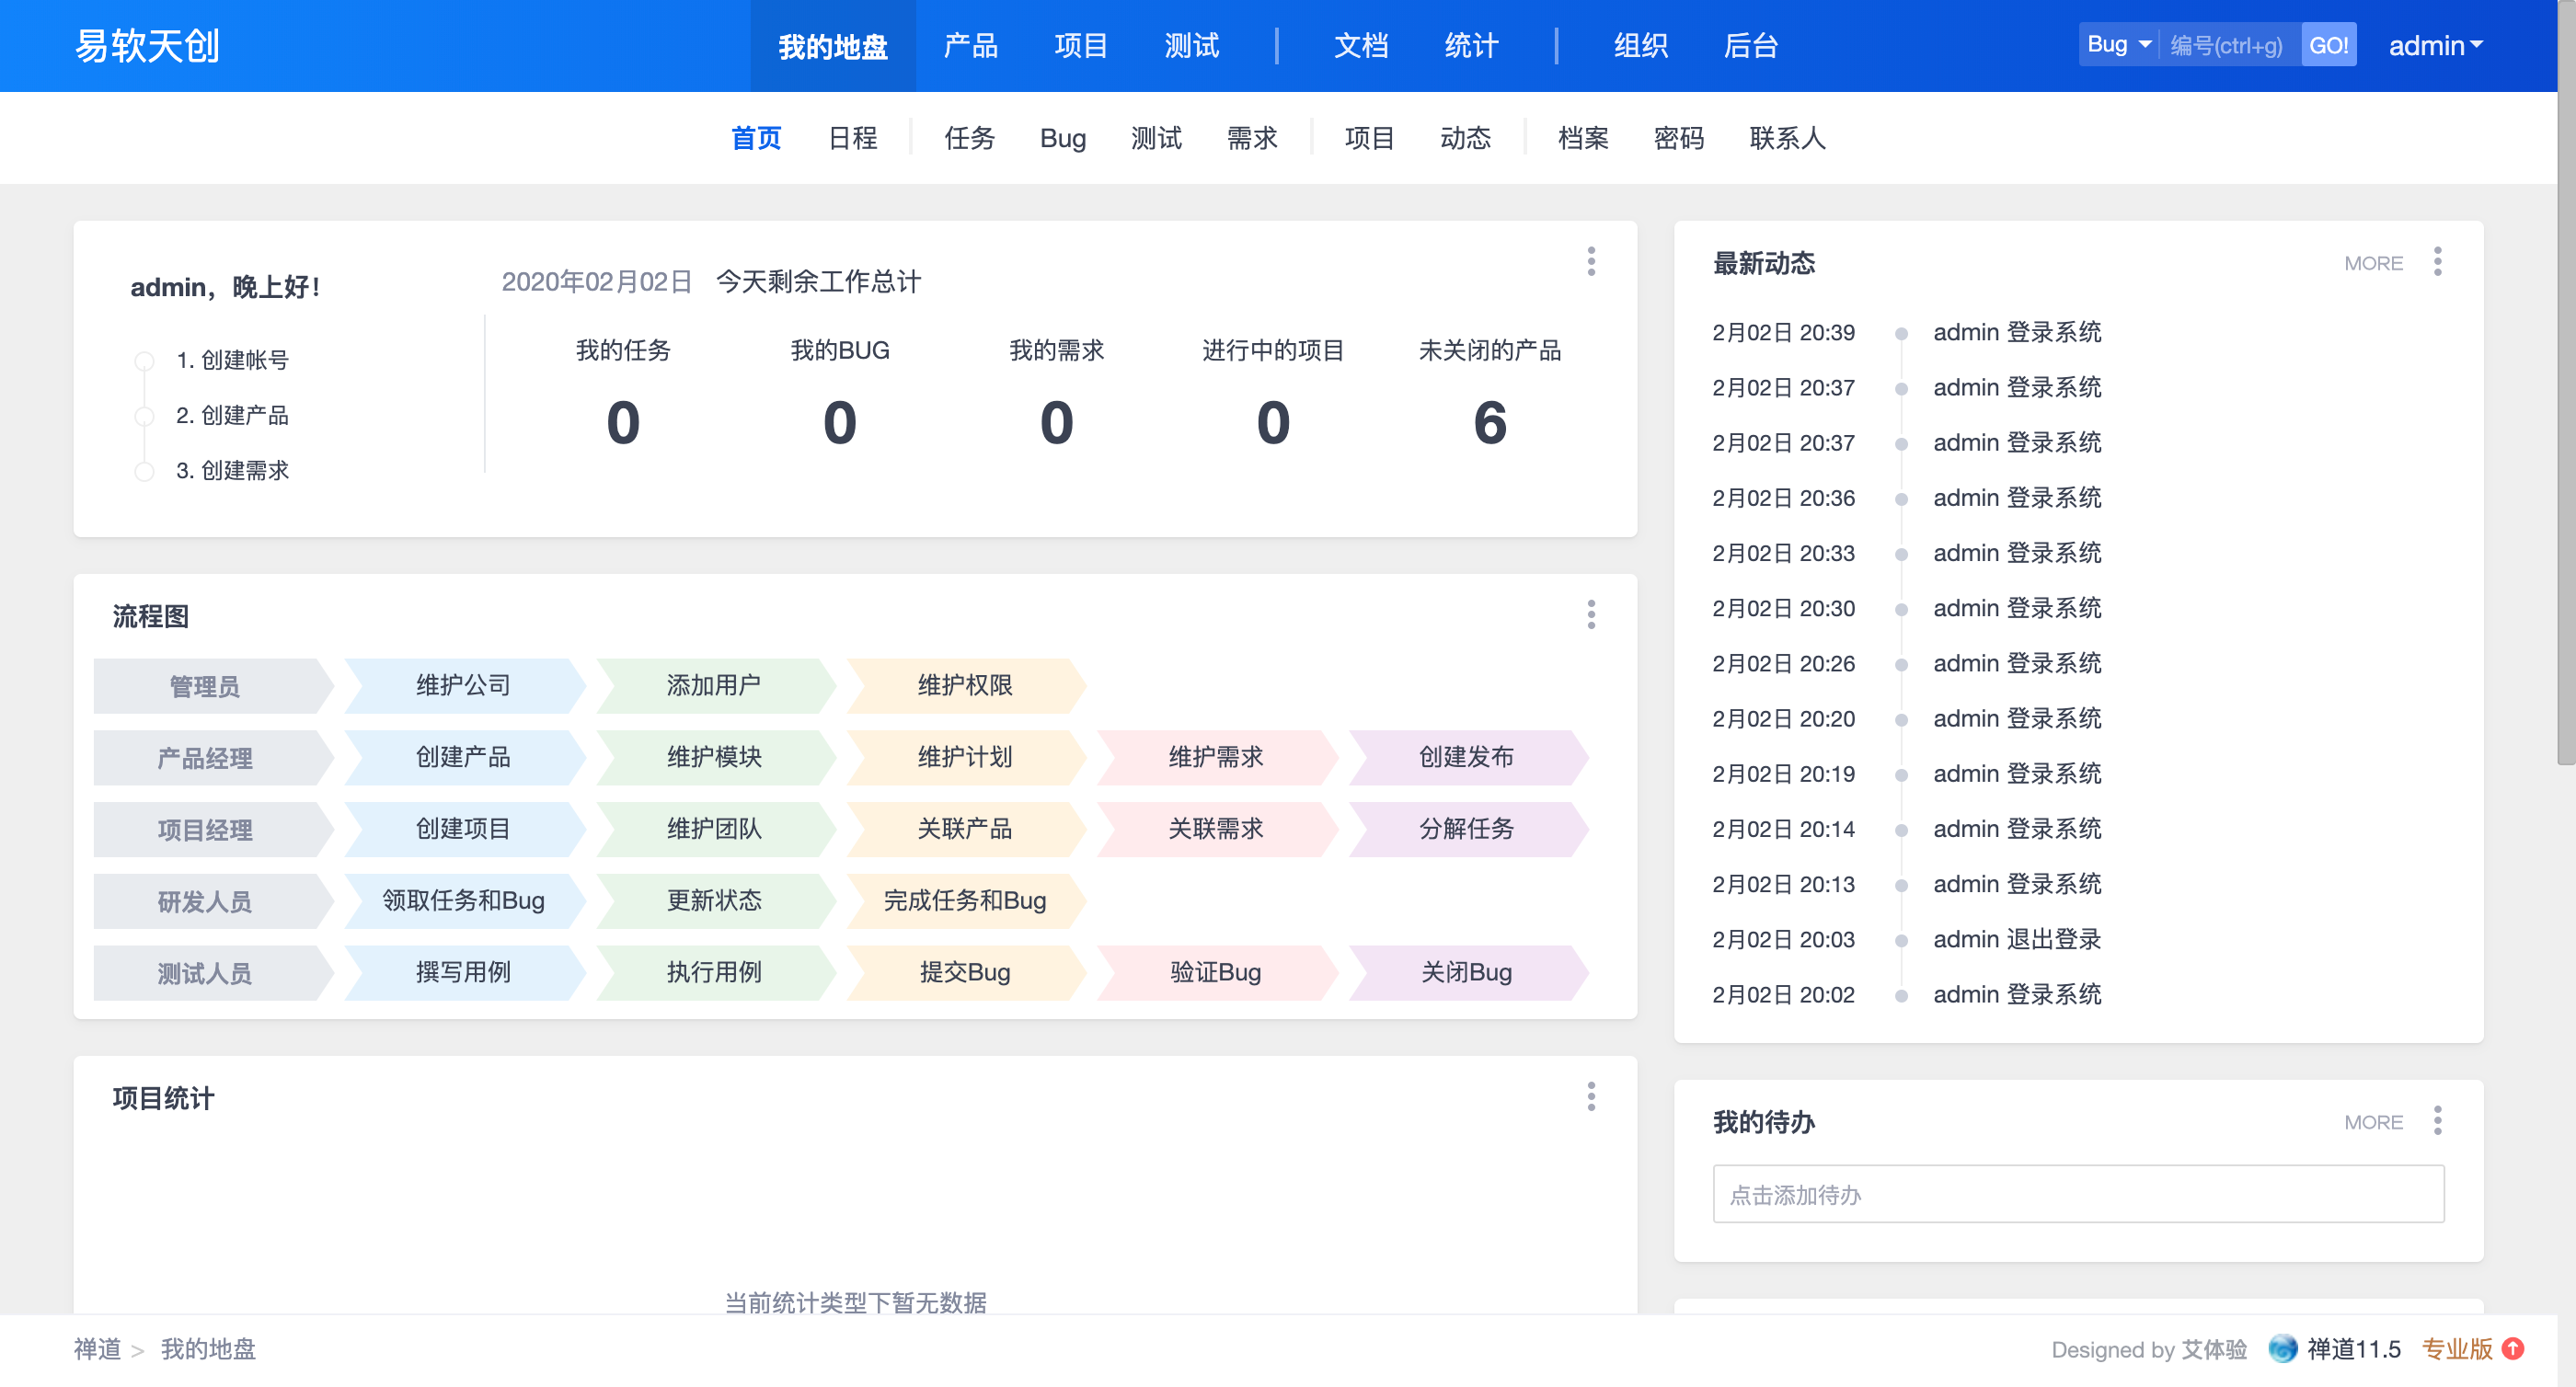 易软天创 我的地盘 产品 项目 测试 文档 统计 组织 后台 Bug 编号(ctrl+g) GO! admin
首页 日程 任务 Bug 测试 需求 项目 动态 档案 密码 联系人
admin，晚上好！
1. 创建帐号
2. 创建产品
3. 创建需求
2020年02月02日 今天剩余工作总计
我的任务 我的BUG 我的需求 进行中的项目 未关闭的产品
0 0 0 0 6
流程图
管理员 维护公司 添加用户 维护权限
产品经理 创建产品 维护模块 维护计划 维护需求 创建发布
项目经理 创建项目 维护团队 关联产品 关联需求 分解任务
研发人员 领取任务和Bug 更新状态 完成任务和Bug
测试人员 撰写用例 执行用例 提交Bug 验证Bug 关闭Bug
项目统计
当前统计类型下暂无数据
最新动态 MORE
2月02日 20:39 admin 登录系统
2月02日 20:37 admin 登录系统
2月02日 20:37 admin 登录系统
2月02日 20:36 admin 登录系统
2月02日 20:33 admin 登录系统
2月02日 20:30 admin 登录系统
2月02日 20:26 admin 登录系统
2月02日 20:20 admin 登录系统
2月02日 20:19 admin 登录系统
2月02日 20:14 admin 登录系统
2月02日 20:13 admin 登录系统
2月02日 20:03 admin 退出登录
2月02日 20:02 admin 登录系统
我的待办 MORE
点击添加待办
禅道 > 我的地盘
Designed by 艾体验 禅道11.5 专业版